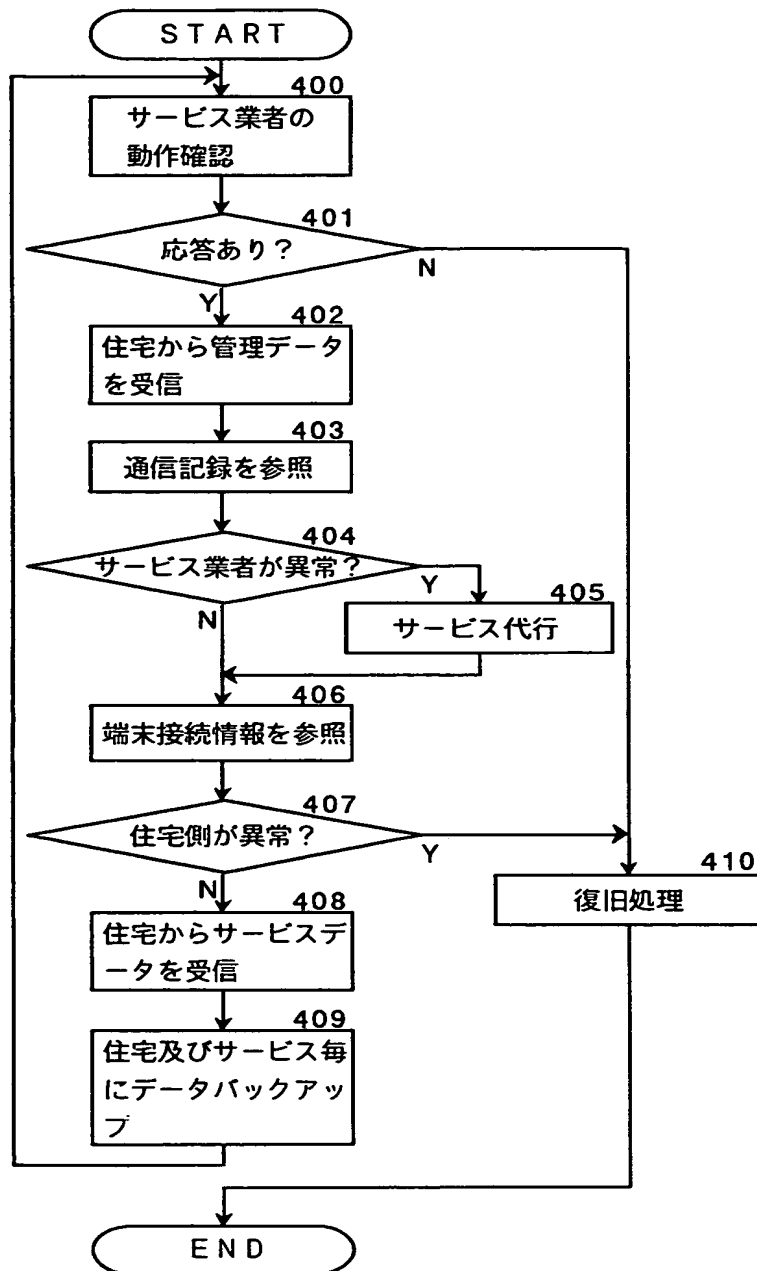 START
400
サービス業者の
動作確認
401
応答あり?
N
Y
402
住宅から管理データ
を受信
403
通信記録を参照
404
サービス業者が異常?
Y
N
405
サービス代行
406
端末接続情報を参照
407
住宅側が異常?
Y
N
410
復旧処理
408
住宅からサービスデ
ータを受信
409
住宅及びサービス毎
にデータバックアッ
プ
END